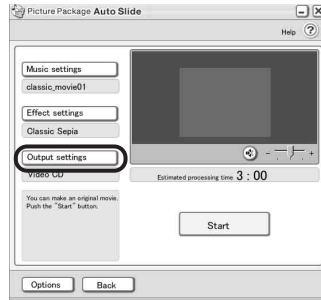 Picture Package Auto Slide
Help ?
Music settings
classic_movie01
Effect settings
Classic Sepia
Output settings
Video CD
Estimated processing time 3 : 00
You can make an original movie.
Push the "Start" button.
Start
Options
Back